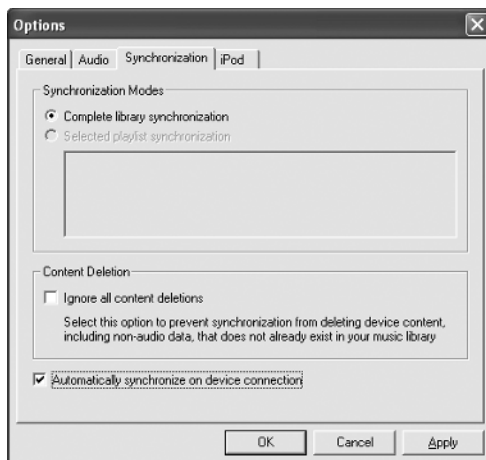 Options
General Audio Synchronization iPod
Synchronization Modes
Complete library synchronization
Selected playlist synchronization
Content Deletion
Ignore all content deletions
Select this option to prevent synchronization from deleting device content,
including non-audio data, that does not already exist in your music library
Automatically synchronize on device connection
OK Cancel Apply